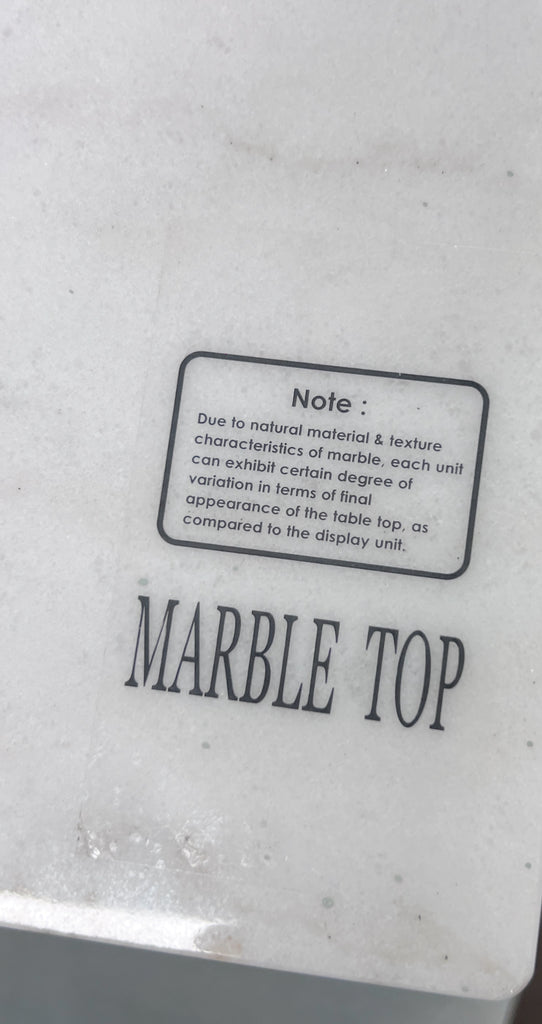 Note :
Due to natural material & texture
characteristics of marble, each unit
can exhibit certain degree of
variation in terms of final
appearance of the table top, as
compared to the display unit.
MARBLE TOP